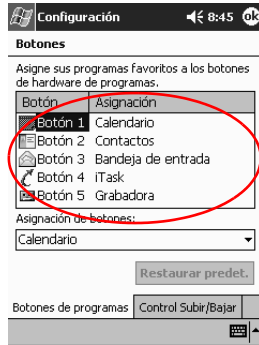 Configuración 8:45 ok
Botones
Asigne sus programas favoritos a los botones
de hardware de programas.
Botón Asignación
Botón 1 Calendario
Botón 2 Contactos
Botón 3 Bandeja de entrada
Botón 4 iTask
Botón 5 Grabadora
Asignación de botones:
Calendario
Restaurar predet.
Botones de programas Control Subir/Bajar